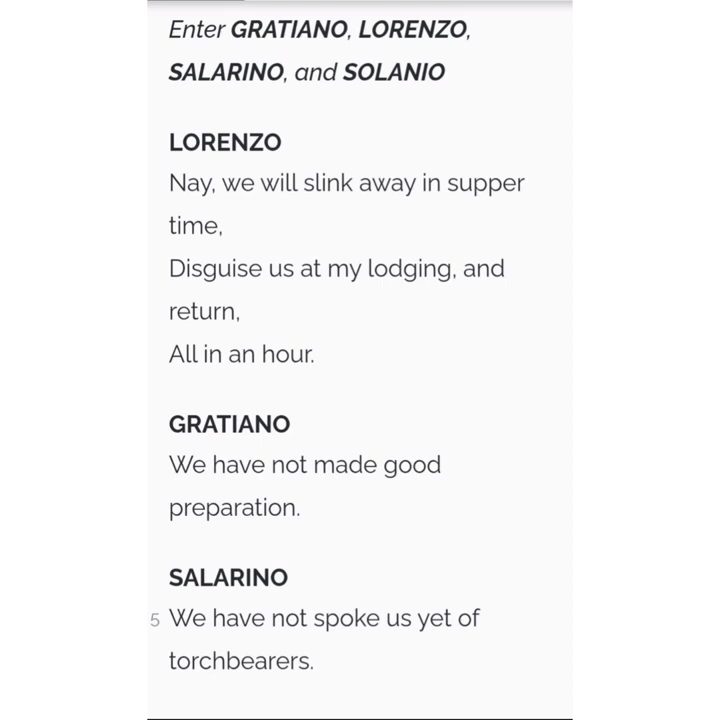 Enter GRATIANO, LORENZO,
SALARINO, and SOLANIO
LORENZO
Nay, we will slink away in supper
time,
Disguise us at my lodging, and
return,
All in an hour.
GRATIANO
We have not made good
preparation.
SALARINO
5 We have not spoke us yet of
torchbearers.